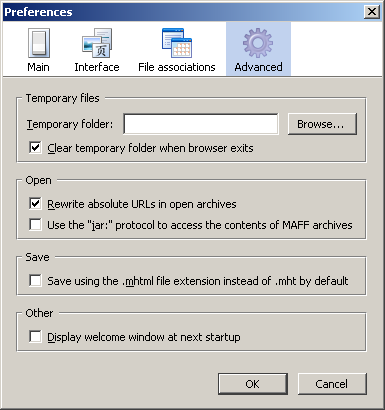 Preferences
Main Interface File associations Advanced
Temporary files
Temporary folder: Browse...
Clear temporary folder when browser exits
Open
Rewrite absolute URLs in open archives
Use the "jar:" protocol to access the contents of MAFF archives
Save
Save using the .mhtml file extension instead of .mht by default
Other
Display welcome window at next startup
OK Cancel